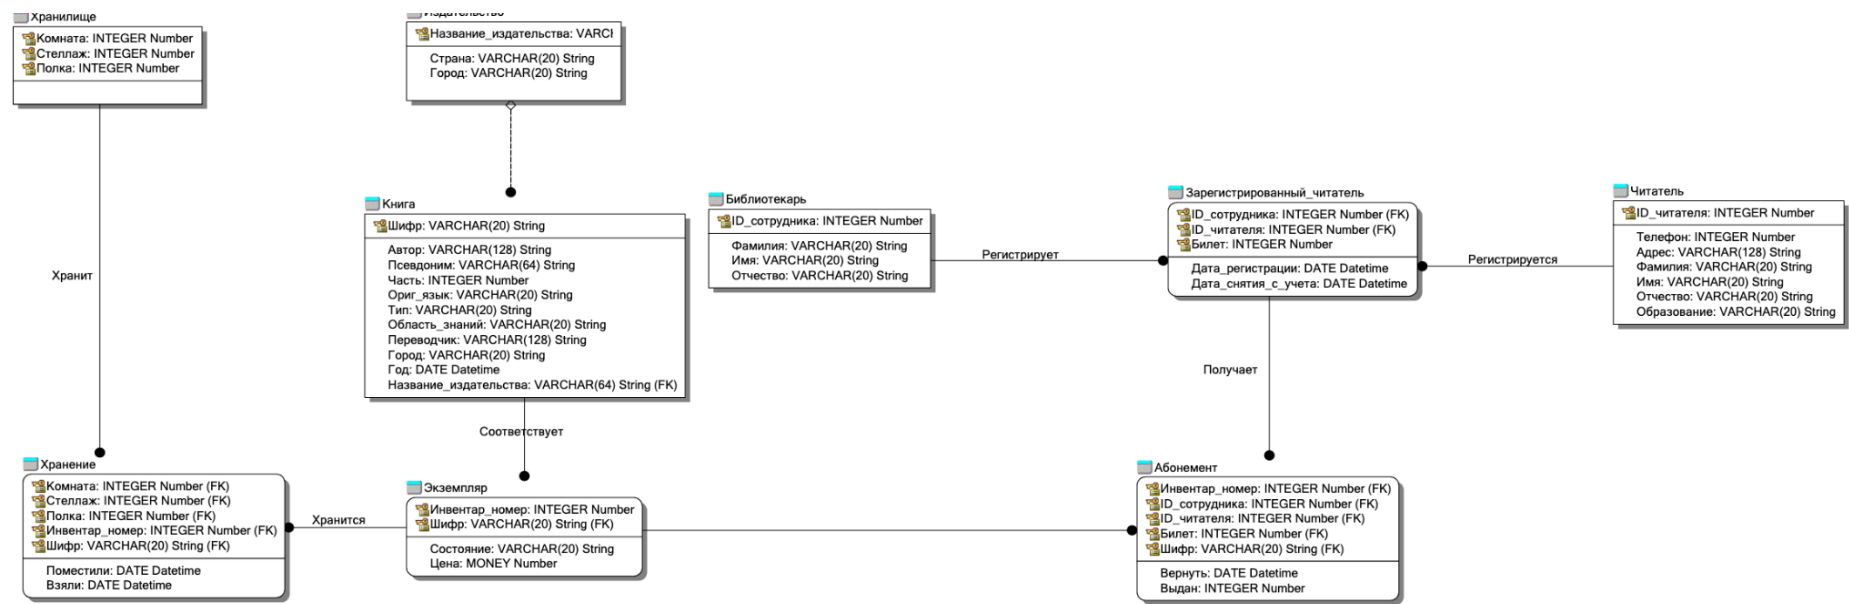 Хранилище
Комната: INTEGER Number
Стеллаж: INTEGER Number
Полка: INTEGER Number
Издательство
Название_издательства: VARCH
Страна: VARCHAR(20) String
Город: VARCHAR(20) String
Хранит
Книга
Шифр: VARCHAR(20) String
Автор: VARCHAR(128) String
Псевдоним: VARCHAR(64) String
Часть: INTEGER Number
Ориг_язык: VARCHAR(20) String
Тип: VARCHAR(20) String
Область_знаний: VARCHAR(20) String
Переводчик: VARCHAR(128) String
Город: VARCHAR(20) String
Год: DATE Datetime
Название_издательства: VARCHAR(64) String (FK)
Библиотекарь
ID_сотрудника: INTEGER Number
Фамилия: VARCHAR(20) String
Имя: VARCHAR(20) String
Отчество: VARCHAR(20) String
Регистрирует
Зарегистрированный_читатель
ID_сотрудника: INTEGER Number (FK)
ID_читателя: INTEGER Number (FK)
Билет: INTEGER Number
Дата_регистрации: DATE Datetime
Дата_снятия_с_учета: DATE Datetime
Регистрируется
Читатель
ID_читателя: INTEGER Number
Телефон: INTEGER Number
Адрес: VARCHAR(128) String
Фамилия: VARCHAR(20) String
Имя: VARCHAR(20) String
Отчество: VARCHAR(20) String
Образование: VARCHAR(20) String
Получает
Соответствует
Хранение
Комната: INTEGER Number (FK)
Стеллаж: INTEGER Number (FK)
Полка: INTEGER Number (FK)
Инвентар_номер: INTEGER Number (FK)
Шифр: VARCHAR(20) String (FK)
Поместили: DATE Datetime
Взяли: DATE Datetime
Хранится
Экземпляр
Инвентар_номер: INTEGER Number
Шифр: VARCHAR(20) String (FK)
Состояние: VARCHAR(20) String
Цена: MONEY Number
Абонемент
Инвентар_номер: INTEGER Number (FK)
ID_сотрудника: INTEGER Number (FK)
ID_читателя: INTEGER Number (FK)
Билет: INTEGER Number (FK)
Шифр: VARCHAR(20) String (FK)
Вернуть: DATE Datetime
Выдан: INTEGER Number